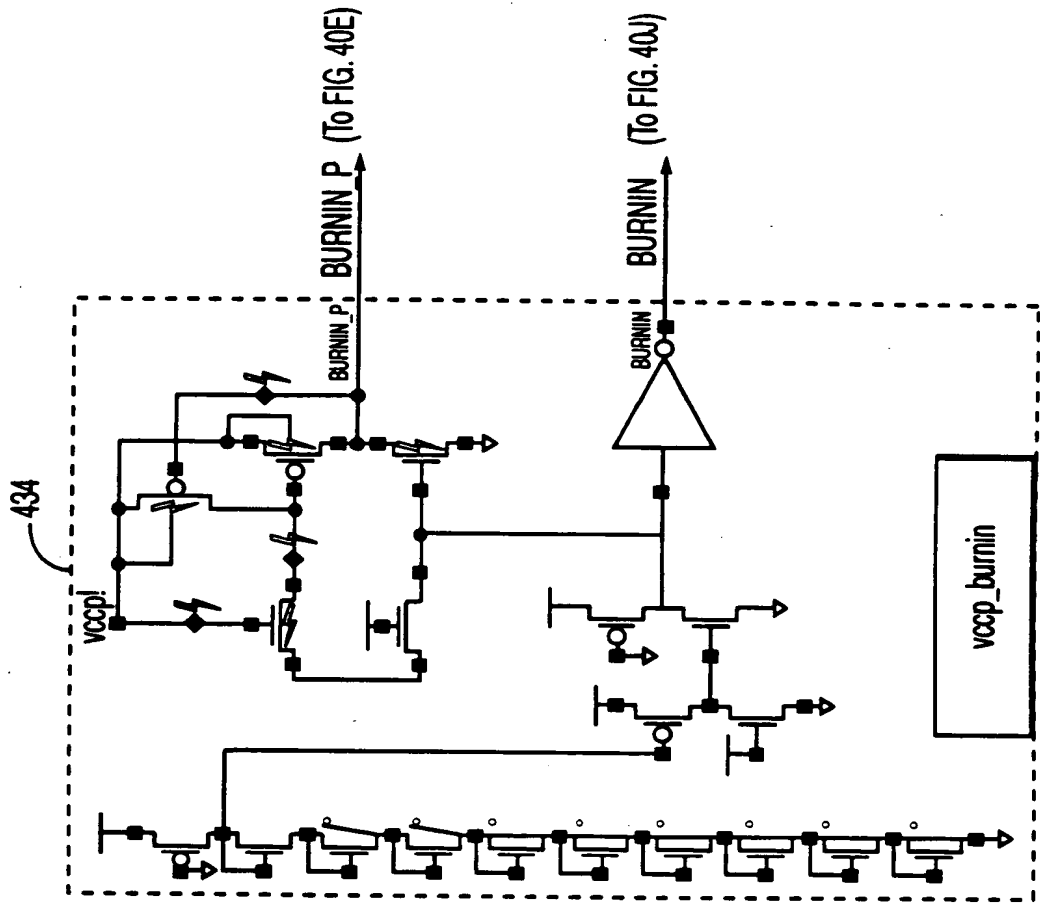 434
vccp!
BURNIN_P
BURNIN_P (To FIG. 40E)
BURNIN
BURNIN (To FIG. 40J)
vccp_burnin